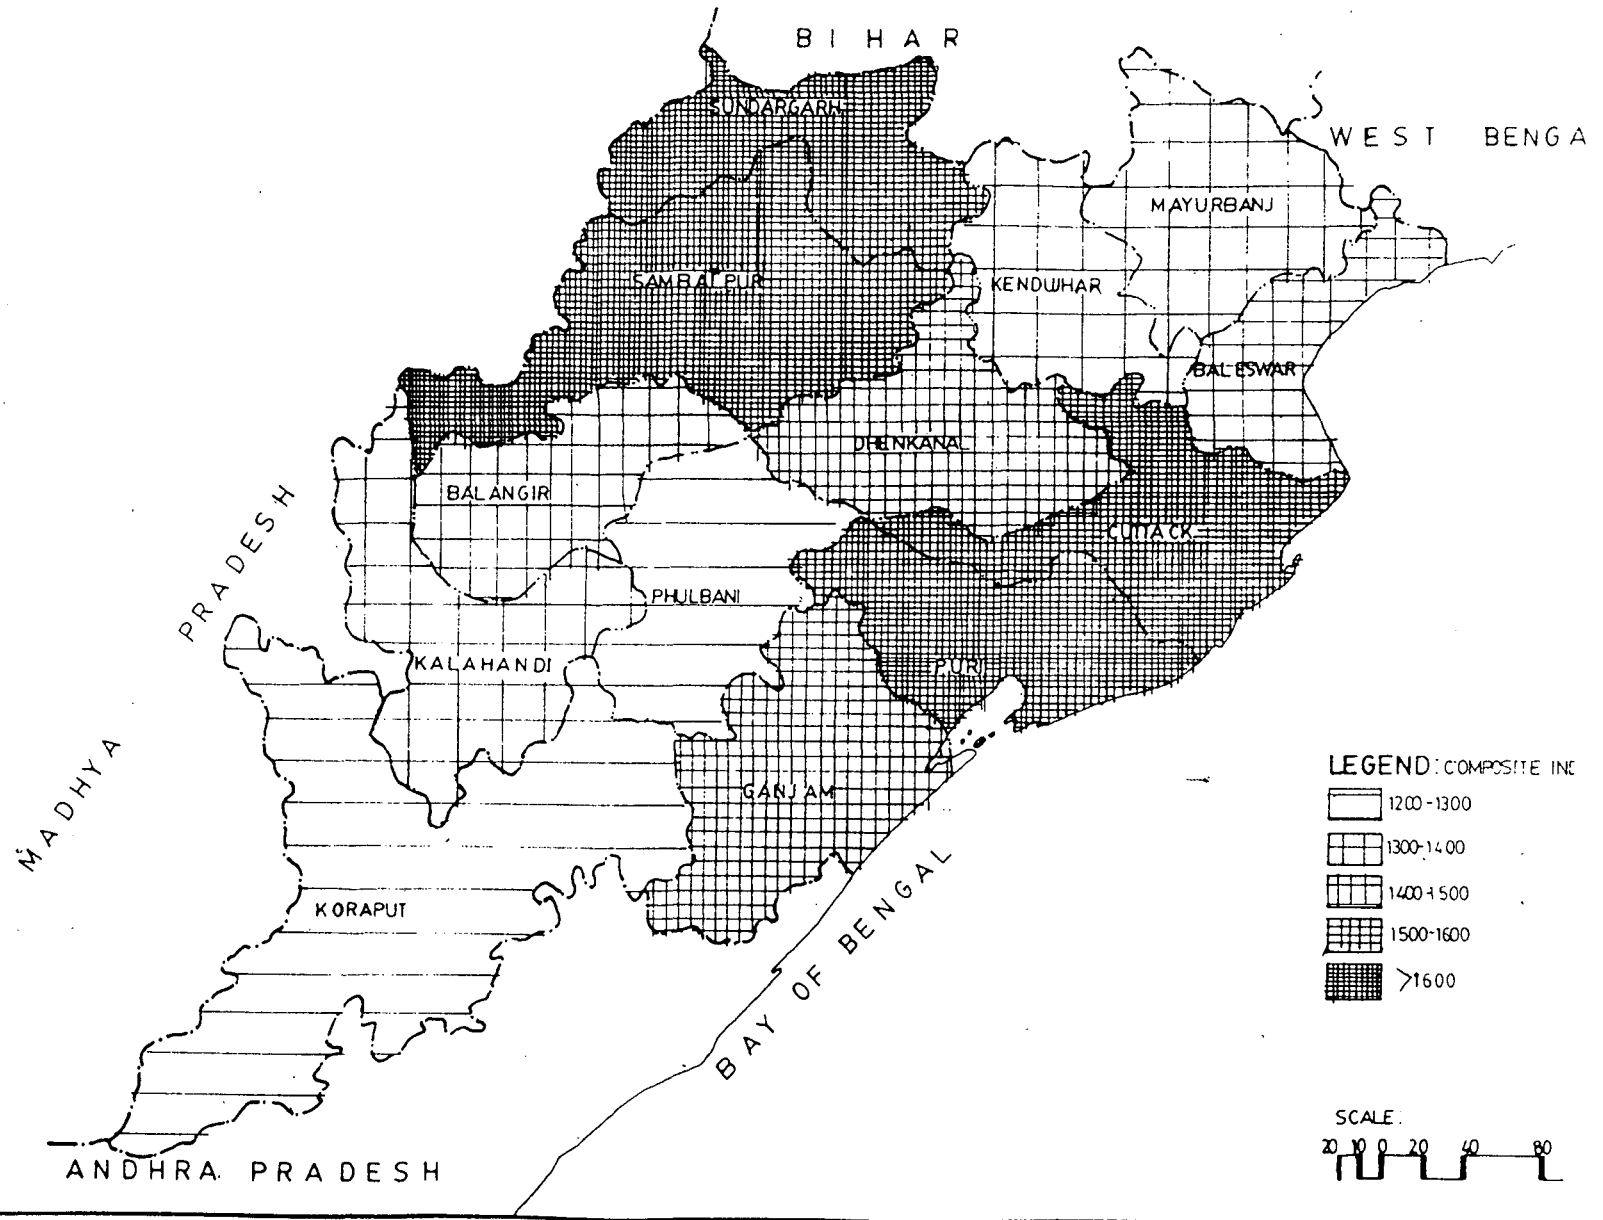 BIHAR
SUNDARGARH
WEST BENGA
MAYURBANJ
SAMBALPUR
KENDUJHAR
BALESWAR
DHENKANAL
BALANGIR
CUTTACK
MADHYA PRADESH
PHULBANI
KALAHANDI
PURI
GANJAM
KORAPUT
BAY OF BENGAL
ANDHRA PRADESH
LEGEND: COMPOSITE IND
1200-1300
1300-1400
1400-1500
1500-1600
>1600
SCALE:
20 10 0 20 40 80